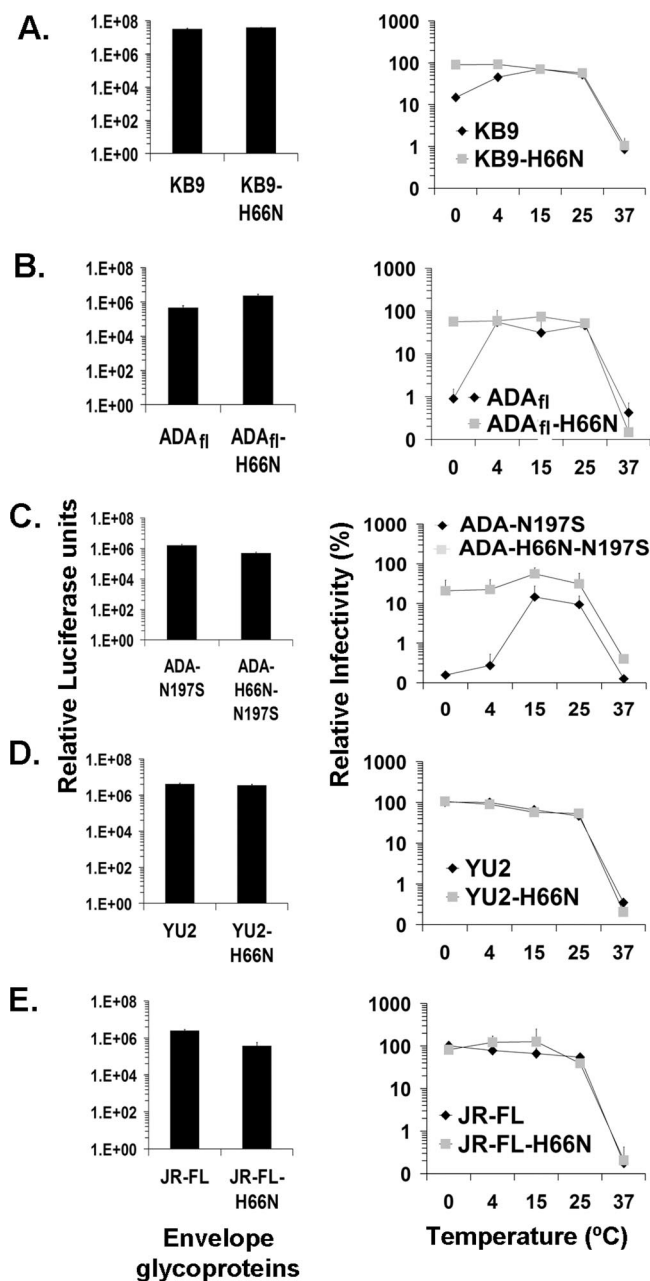 A.
1.E+08
1.E+06
1.E+04
1.E+02
1.E+00
KB9
KB9-
H66N
1000
100
10
1
0
KB9
KB9-H66N
0 4 15 25 37
B.
1.E+08
1.E+06
1.E+04
1.E+02
1.E+00
ADAfl
ADAfl-
H66N
1000
100
10
1
0
ADAfl
ADAfl-H66N
0 4 15 25 37
C.
1.E+08
1.E+06
1.E+04
1.E+02
1.E+00
ADA-
N197S
ADA-
H66N-
N197S
ADA-N197S
ADA-H66N-N197S
1000
100
10
1
0
0 4 15 25 37
Relative Luciferase units
Relative Infectivity (%)
D.
1.E+08
1.E+06
1.E+04
1.E+02
1.E+00
YU2
YU2-
H66N
1000
100
10
1
0
YU2
YU2-H66N
0 4 15 25 37
E.
1.E+08
1.E+06
1.E+04
1.E+02
1.E+00
JR-FL
JR-FL-
H66N
1000
100
10
1
0
JR-FL
JR-FL-H66N
0 4 15 25 37
Envelope
glycoproteins
Temperature (ºC)